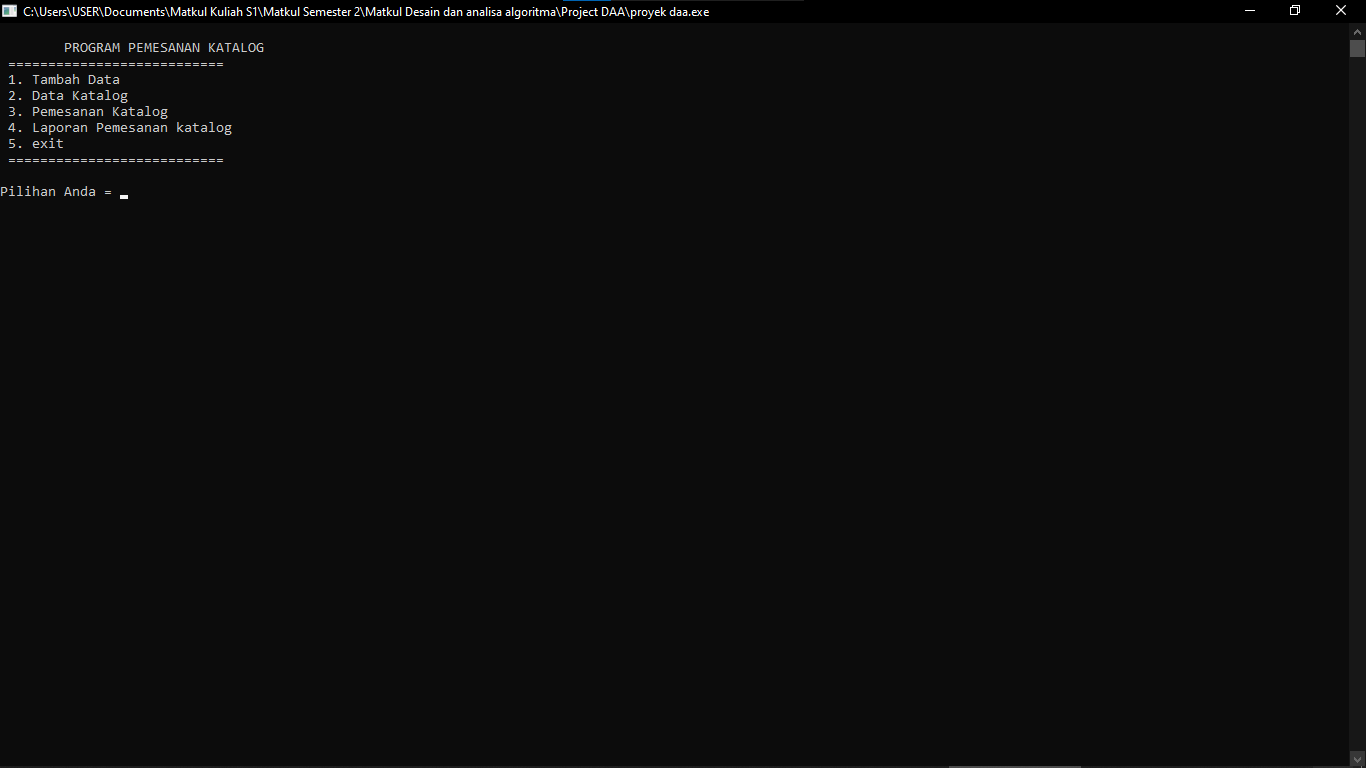 C:\Users\USER\Documents\Matkul Kuliah S1\Matkul Semester 2\Matkul Desain dan analisa algoritma\Project DAA\proyek daa.exe
PROGRAM PEMESANAN KATALOG
===========================
1. Tambah Data
2. Data Katalog
3. Pemesanan Katalog
4. Laporan Pemesanan katalog
5. exit
===========================
Pilihan Anda =